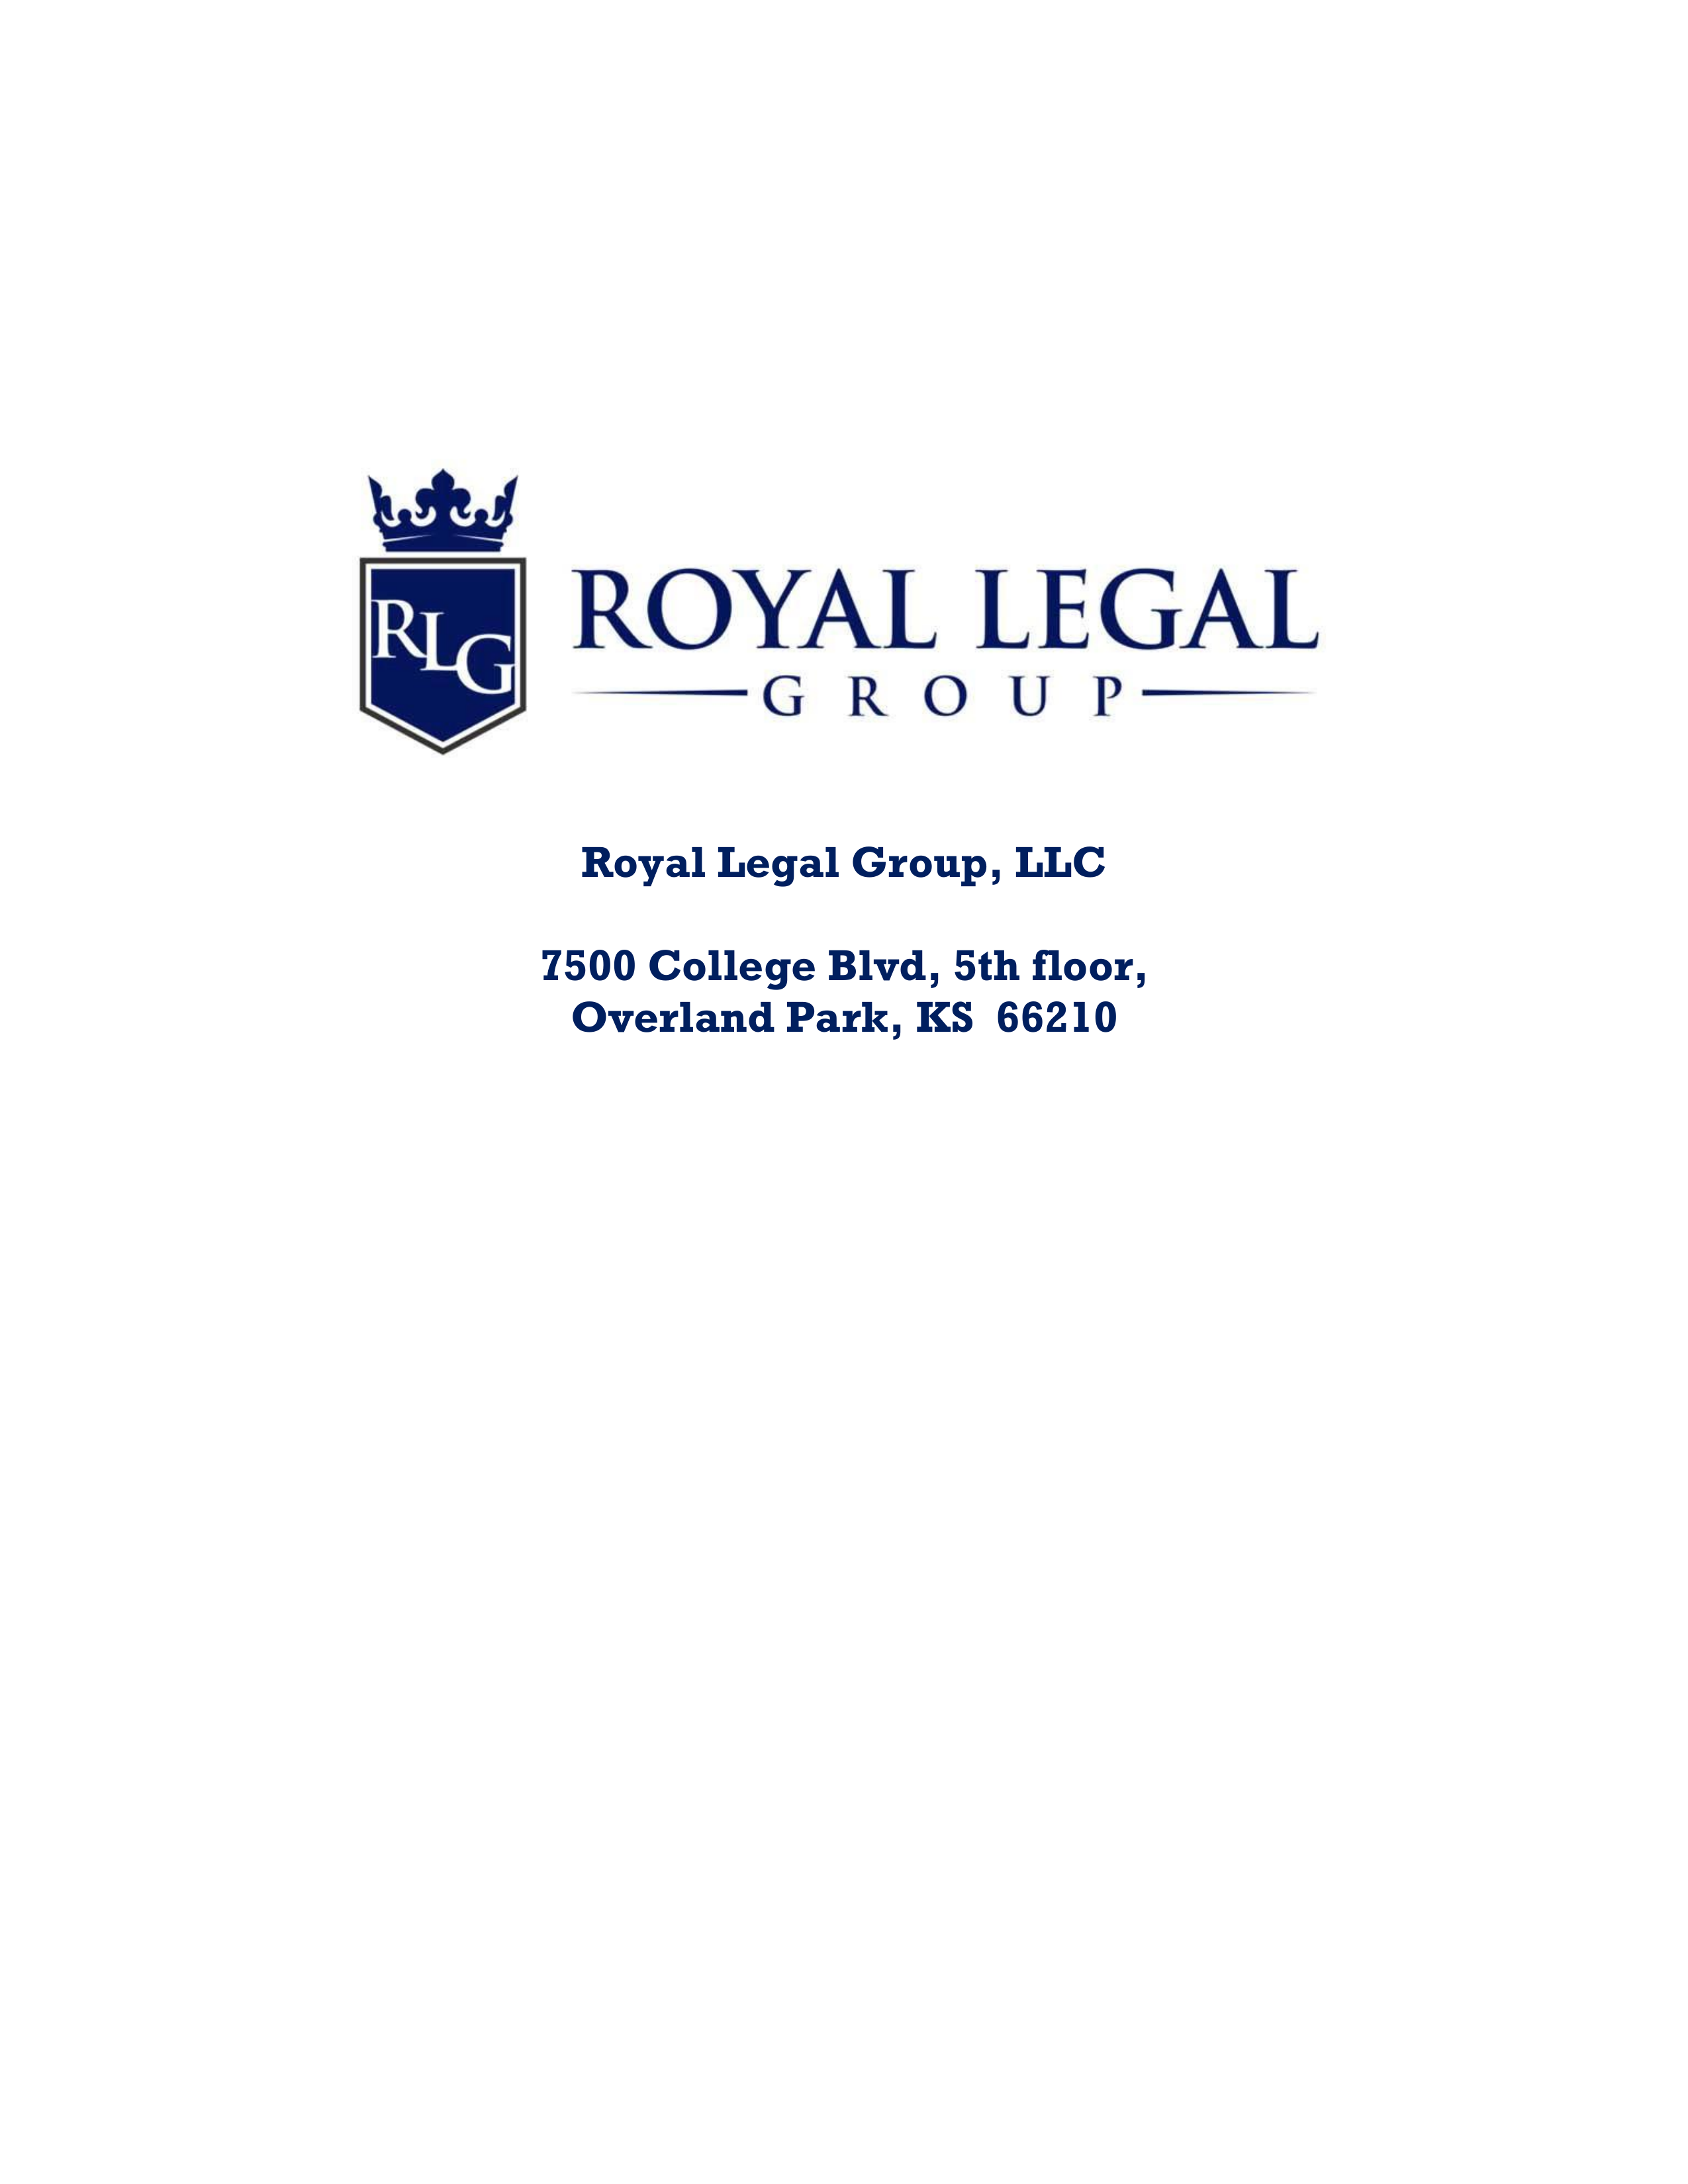 RLG
ROYAL LEGAL
GROUP
Royal Legal Group, LLC
7500 College Blvd, 5th floor,
Overland Park, KS  66210